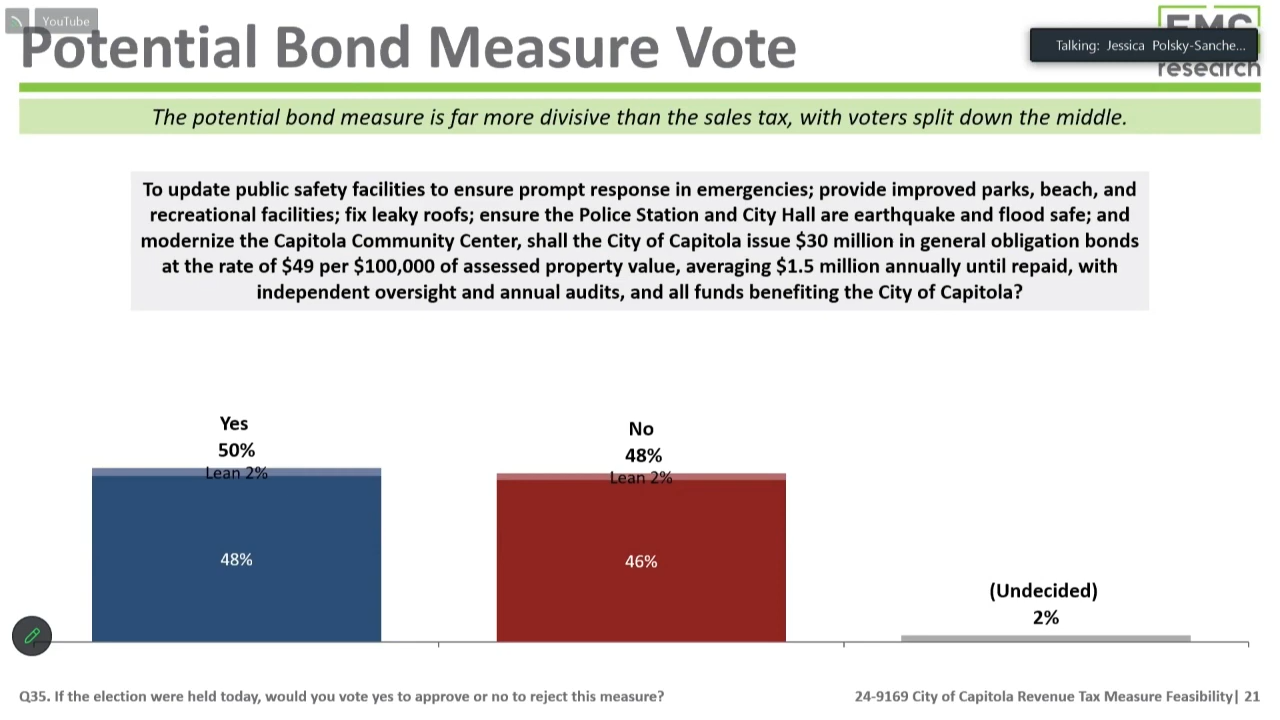 YouTube
Potential Bond Measure Vote
Talking: Jessica Polsky-Sanche...
EMC
research
The potential bond measure is far more divisive than the sales tax, with voters split down the middle.
To update public safety facilities to ensure prompt response in emergencies; provide improved parks, beach, and
recreational facilities; fix leaky roofs; ensure the Police Station and City Hall are earthquake and flood safe; and
modernize the Capitola Community Center, shall the City of Capitola issue $30 million in general obligation bonds
at the rate of $49 per $100,000 of assessed property value, averaging $1.5 million annually until repaid, with
independent oversight and annual audits, and all funds benefiting the City of Capitola?
Yes
50%
Lean 2%
48%
No
48%
Lean 2%
46%
(Undecided)
2%
Q35. If the election were held today, would you vote yes to approve or no to reject this measure?
24-9169 City of Capitola Revenue Tax Measure Feasibility| 21